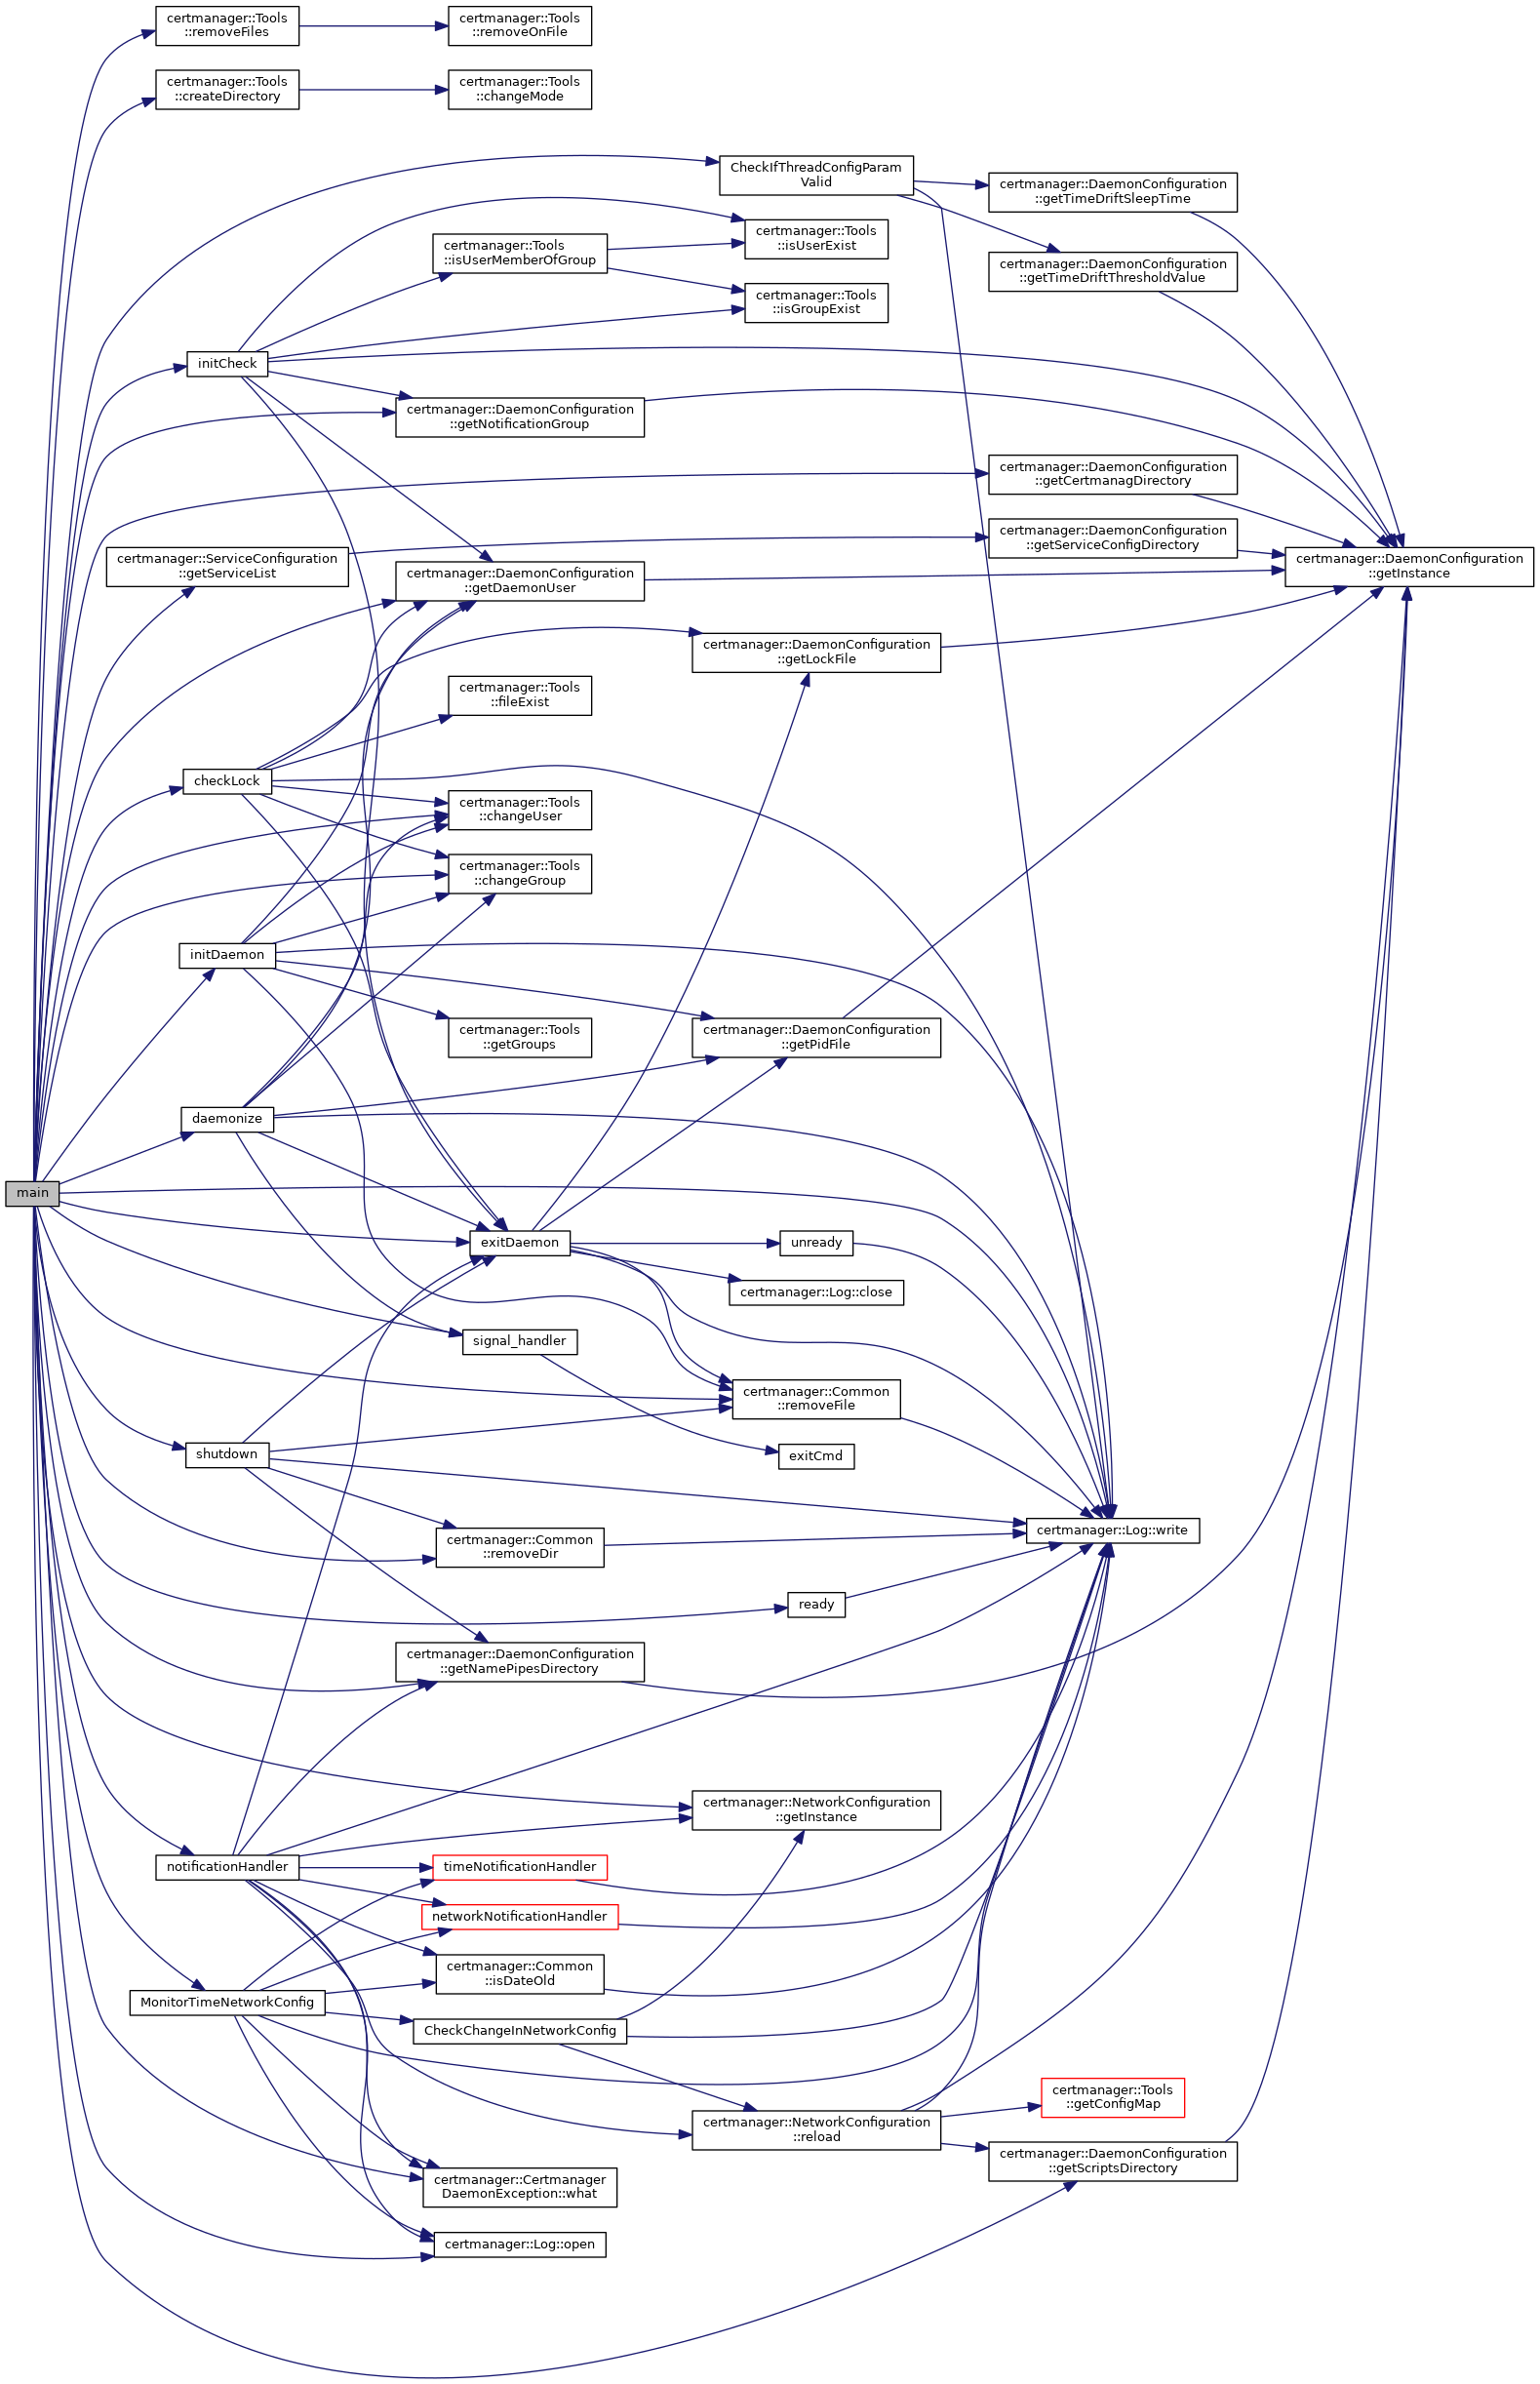 certmanager::Tools
::removeFiles
certmanager::Tools
::removeOnFile
certmanager::Tools
::createDirectory
certmanager::Tools
::changeMode
CheckIfThreadConfigParam
Valid
certmanager::DaemonConfiguration
::getTimeDriftSleepTime
certmanager::Tools
::isUserExist
certmanager::Tools
::isUserMemberOfGroup
certmanager::DaemonConfiguration
::getTimeDriftThresholdValue
certmanager::Tools
::isGroupExist
initCheck
certmanager::DaemonConfiguration
::getNotificationGroup
certmanager::DaemonConfiguration
::getCertmanagDirectory
certmanager::DaemonConfiguration
::getServiceConfigDirectory
certmanager::ServiceConfiguration
::getServiceList
certmanager::DaemonConfiguration
::getInstance
certmanager::DaemonConfiguration
::getDaemonUser
certmanager::DaemonConfiguration
::getLockFile
certmanager::Tools
::fileExist
checkLock
certmanager::Tools
::changeUser
certmanager::Tools
::changeGroup
initDaemon
certmanager::Tools
::getGroups
certmanager::DaemonConfiguration
::getPidFile
daemonize
main
exitDaemon
unready
certmanager::Log::close
signal_handler
certmanager::Common
::removeFile
shutdown
exitCmd
certmanager::Log::write
certmanager::Common
::removeDir
ready
certmanager::DaemonConfiguration
::getNamePipesDirectory
certmanager::NetworkConfiguration
::getInstance
notificationHandler
timeNotificationHandler
networkNotificationHandler
certmanager::Common
::isDateOld
MonitorTimeNetworkConfig
CheckChangeInNetworkConfig
certmanager::Tools
::getConfigMap
certmanager::NetworkConfiguration
::reload
certmanager::DaemonConfiguration
::getScriptsDirectory
certmanager::Certmanager
DaemonException::what
certmanager::Log::open